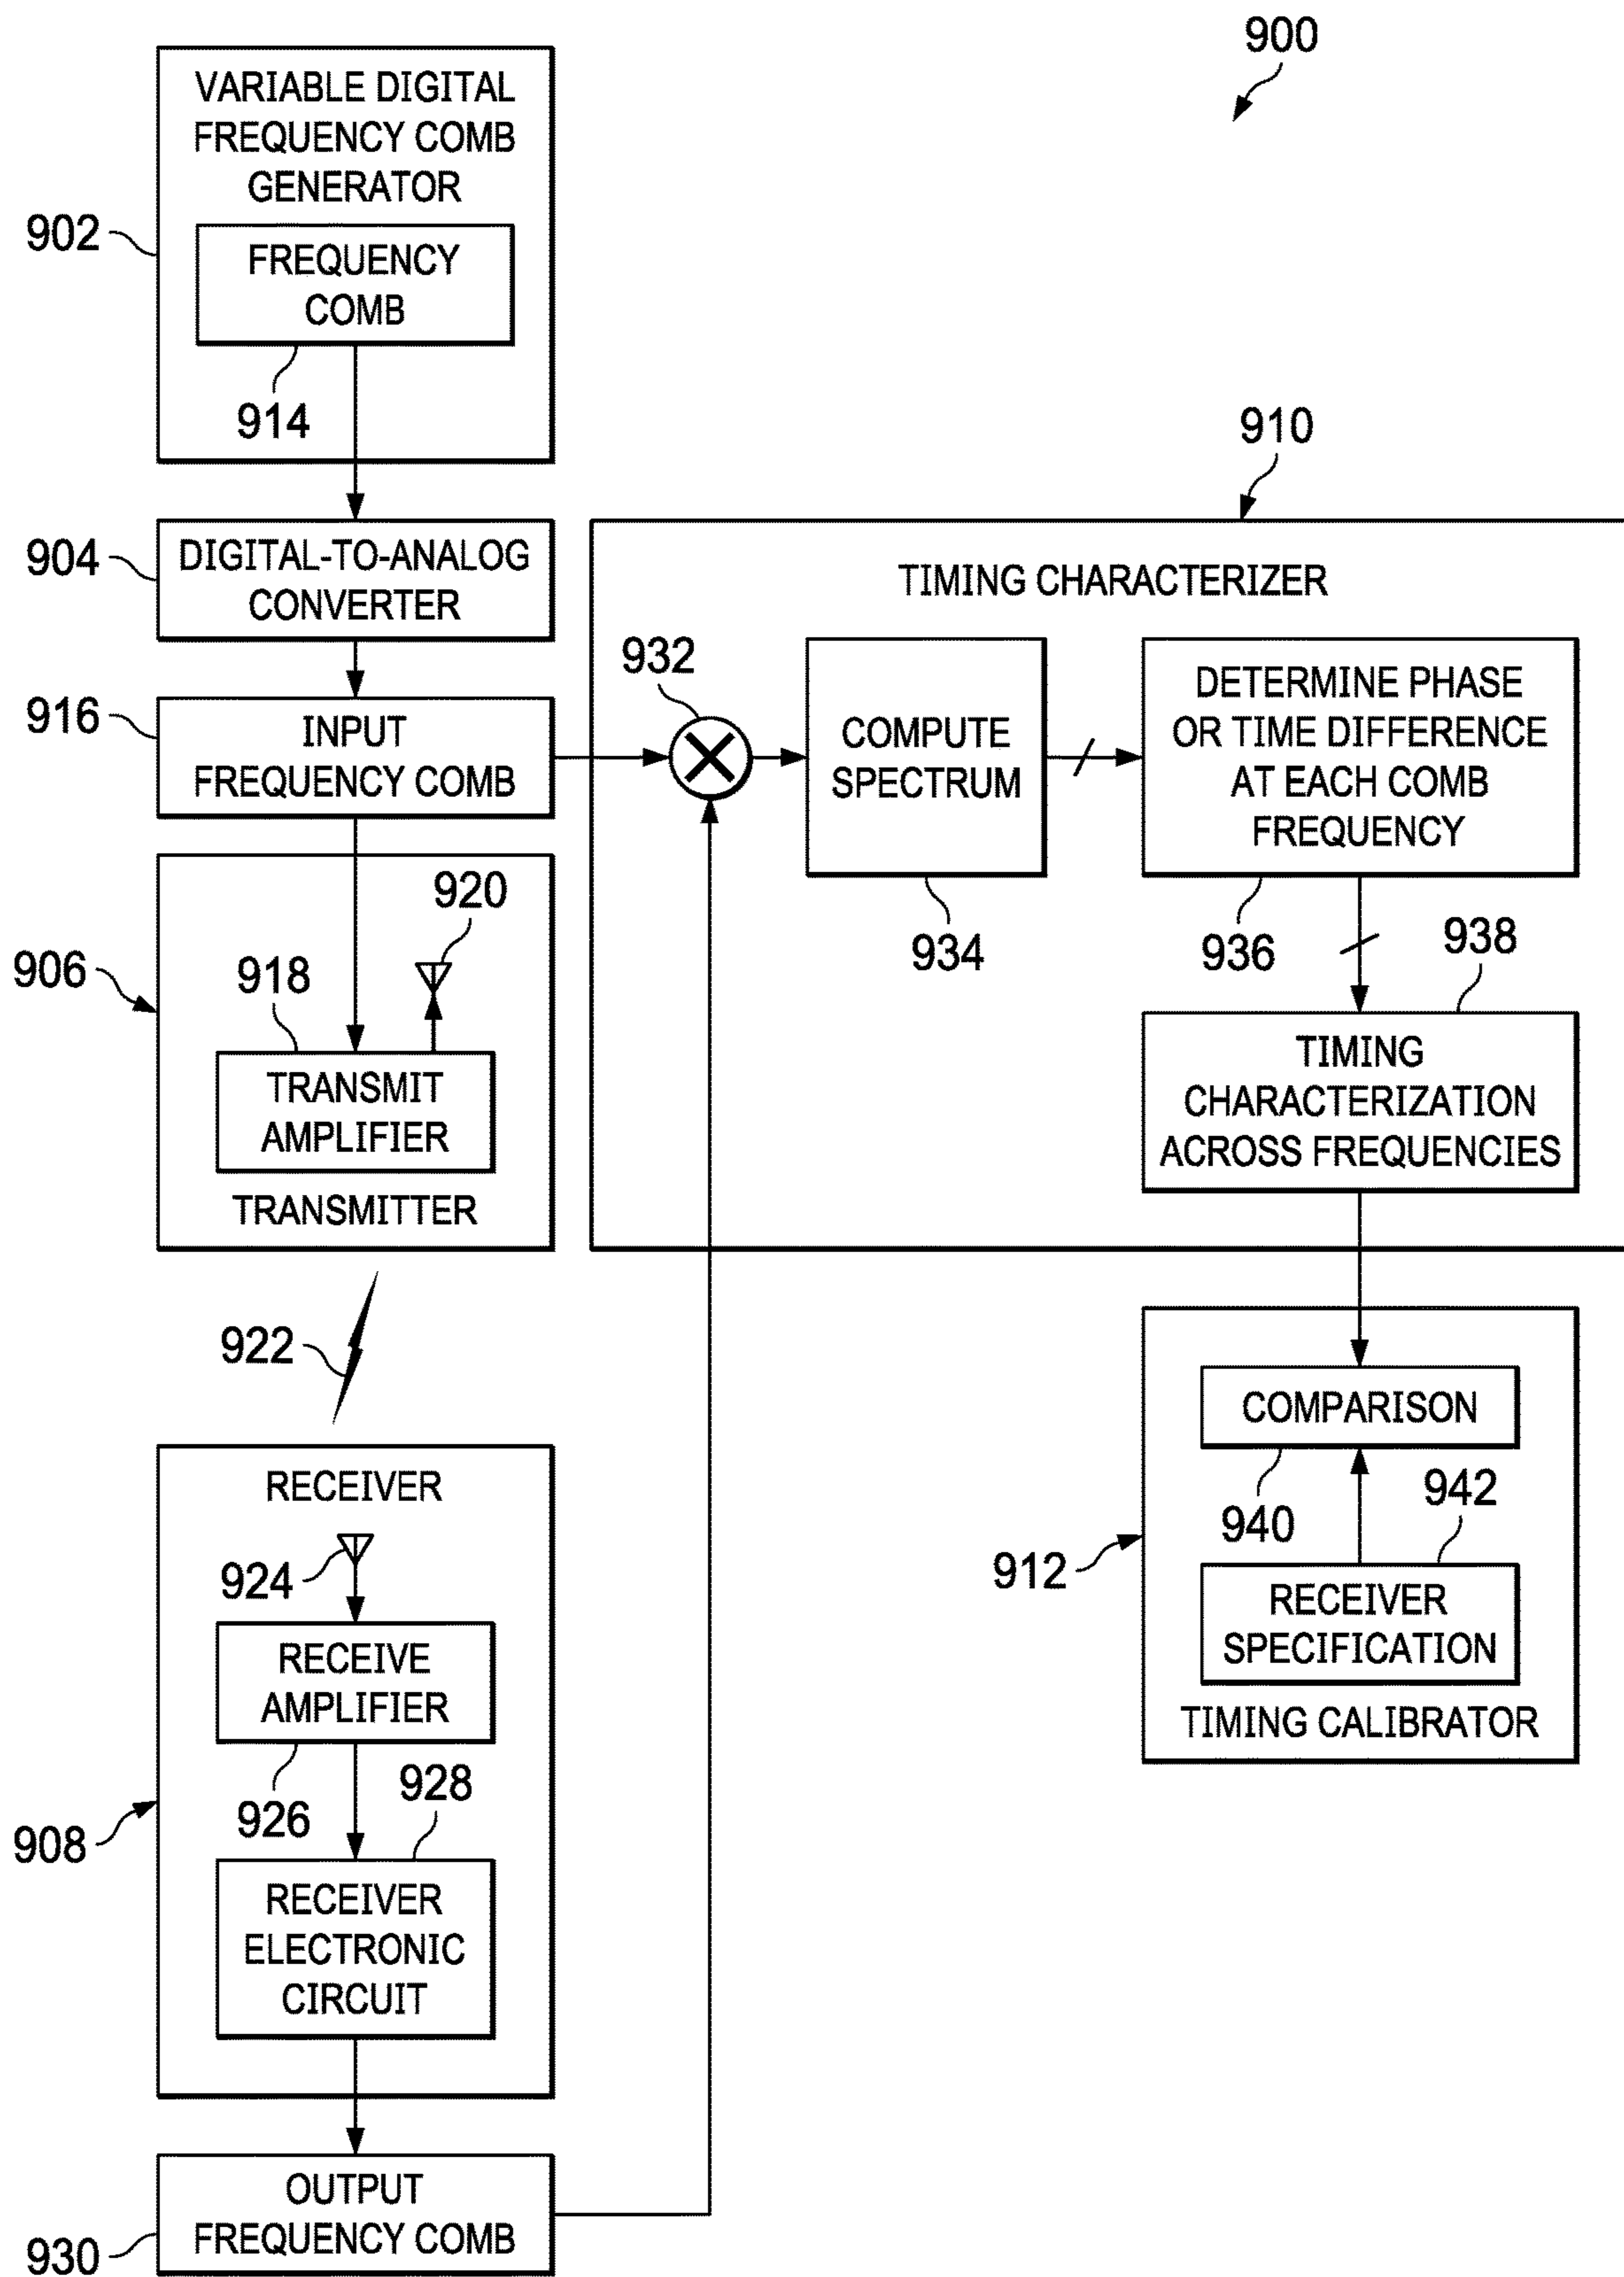 900
VARIABLE DIGITAL
FREQUENCY COMB
GENERATOR
902
FREQUENCY
COMB
914
904
DIGITAL-TO-ANALOG
CONVERTER
916
INPUT
FREQUENCY COMB
906
918
920
TRANSMIT
AMPLIFIER
TRANSMITTER
922
RECEIVER
924
RECEIVE
AMPLIFIER
926
928
908
RECEIVER
ELECTRONIC
CIRCUIT
OUTPUT
FREQUENCY COMB
930
910
TIMING CHARACTERIZER
932
COMPUTE
SPECTRUM
934
DETERMINE PHASE
OR TIME DIFFERENCE
AT EACH COMB
FREQUENCY
936
938
TIMING
CHARACTERIZATION
ACROSS FREQUENCIES
COMPARISON
940
942
912
RECEIVER
SPECIFICATION
TIMING CALIBRATOR